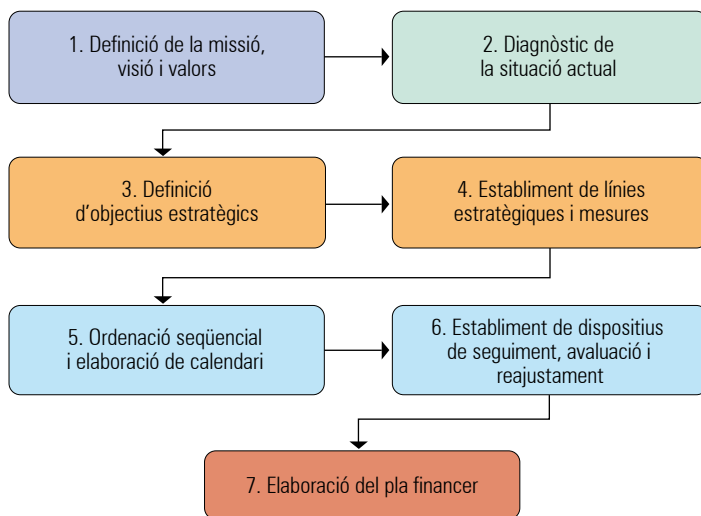 1. Definició de la missió,
visió i valors
2. Diagnòstic de
la situació actual
3. Definició
d'objectius estratègics
4. Establiment de línies
estratègiques i mesures
5. Ordenació seqüencial
i elaboració de calendari
6. Establiment de dispositius
de seguiment, avaluació i
reajustament
7. Elaboració del pla financer